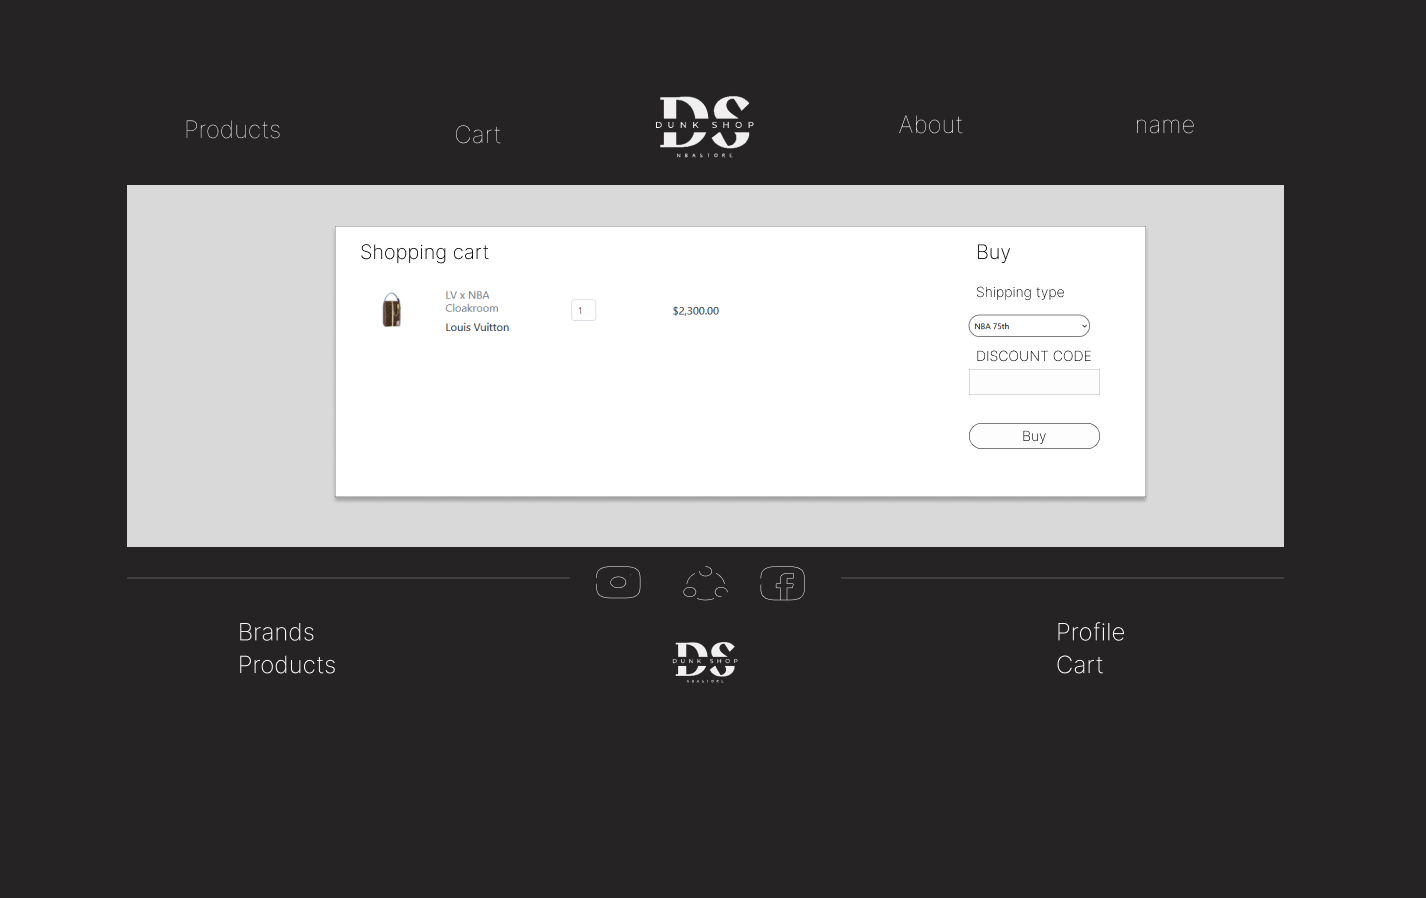 Products
Cart
DS
DUNK SHOP
NBASTORE
About
name
Shopping cart
Buy
LV x NBA
Cloakroom
Louis Vuitton
1
$2,300.00
Shipping type
NBA 75th
DISCOUNT CODE
Buy
Brands
Products
DS
DUNK SHOP
NBASTORE
Profile
Cart